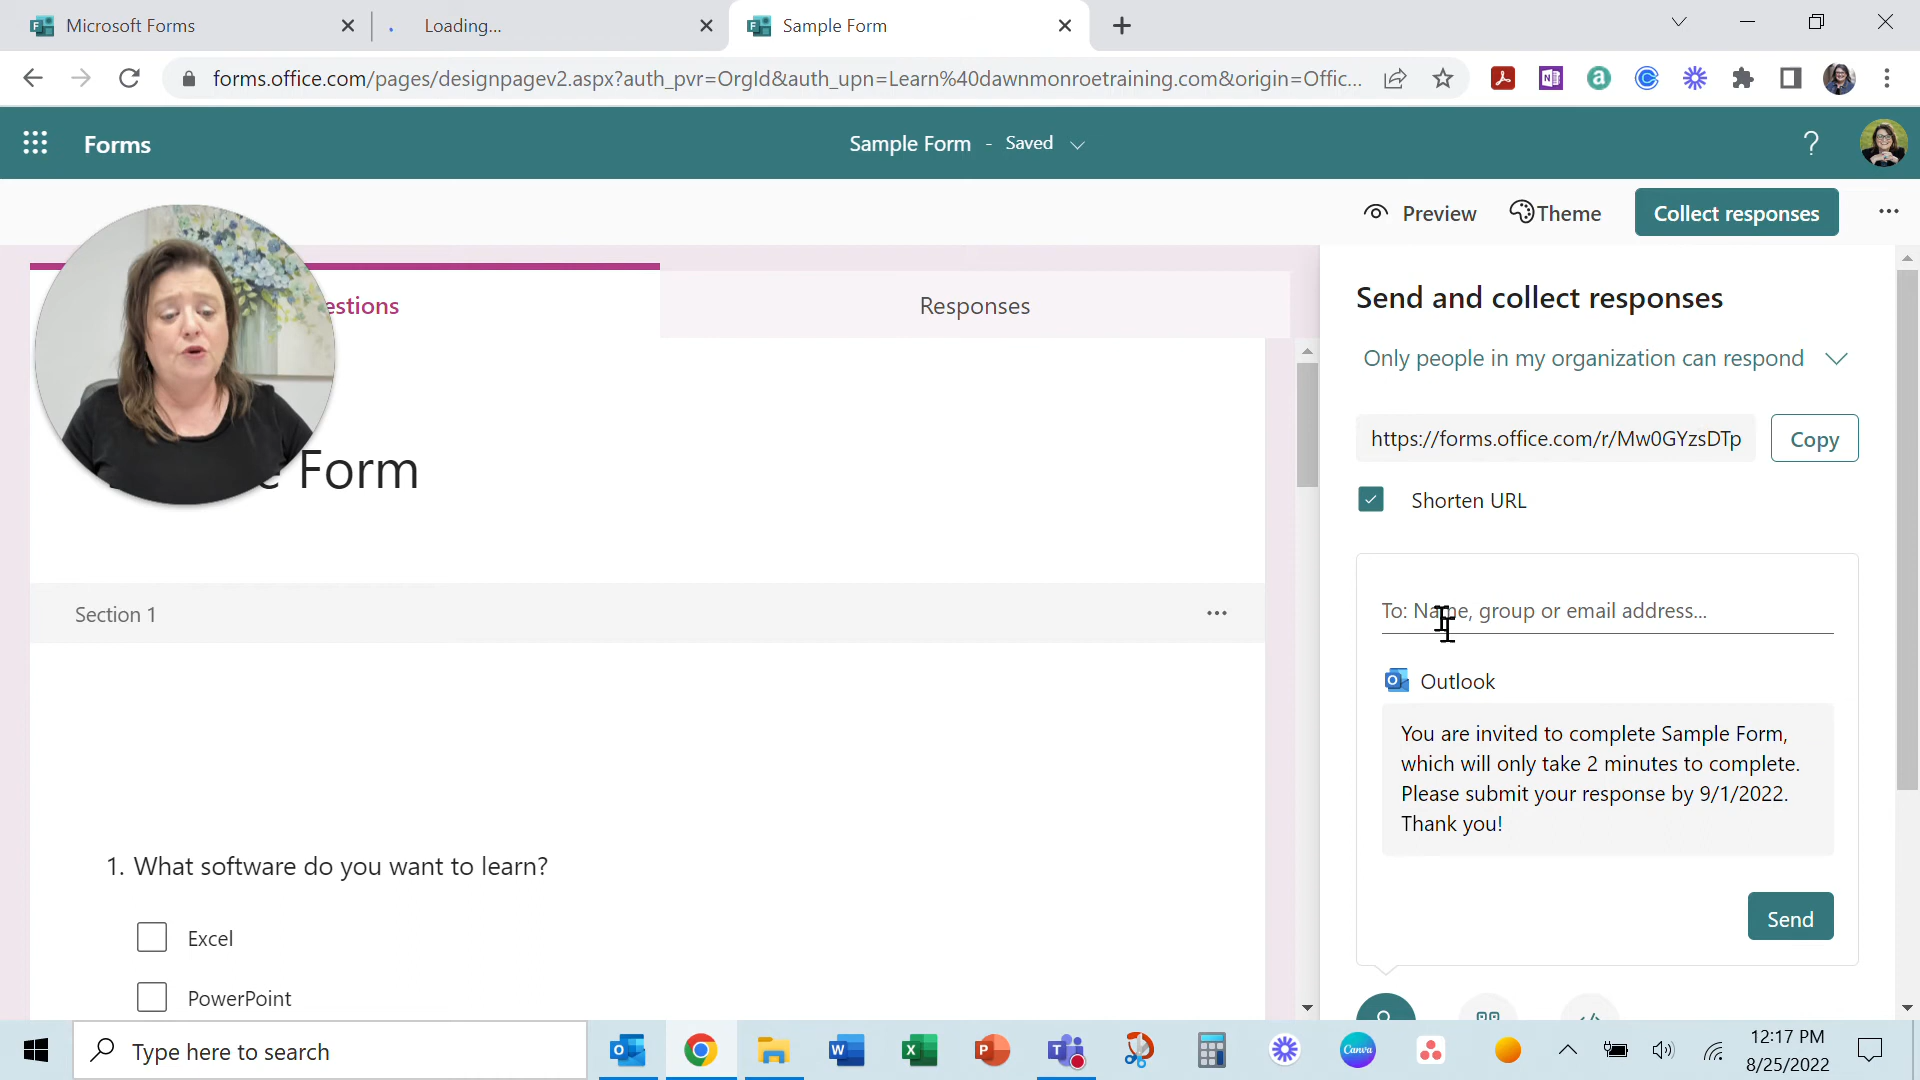 Microsoft Forms
Loading...
Sample Form
forms.office.com/pages/designpagev2.aspx?auth_pvr=OrgId&auth_upn=Learn%40dawnmonroetraining.com&origin=Offic...
Forms
Sample Form - Saved
?
Preview
Theme
Collect responses
estions
Responses
e Form
Section 1
1. What software do you want to learn?
Excel
PowerPoint
Send and collect responses
Only people in my organization can respond
https://forms.office.com/r/Mw0GYzsDTp
Copy
Shorten URL
To: Name, group or email address...
Outlook
You are invited to complete Sample Form,
which will only take 2 minutes to complete.
Please submit your response by 9/1/2022.
Thank you!
Send
Type here to search
Canva
12:17 PM
8/25/2022